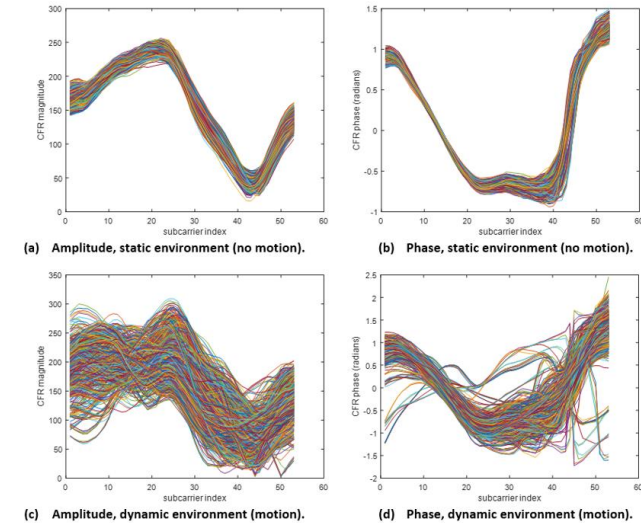 300
250
200
150
100
50
0
CFR magnitude
0 10 20 30 40 50 60
subcarrier index
(a) Amplitude, static environment (no motion).
1.5
1
0.5
0
-0.5
-1
CFR phase (radians)
0 10 20 30 40 50 60
subcarrier index
(b) Phase, static environment (no motion).
350
300
250
200
150
100
50
0
CFR magnitude
0 10 20 30 40 50 60
subcarrier index
(c) Amplitude, dynamic environment (motion).
2.5
2
1.5
1
0.5
0
-0.5
-1
-1.5
-2
CFR phase (radians)
0 10 20 30 40 50 60
subcarrier index
(d) Phase, dynamic environment (motion).